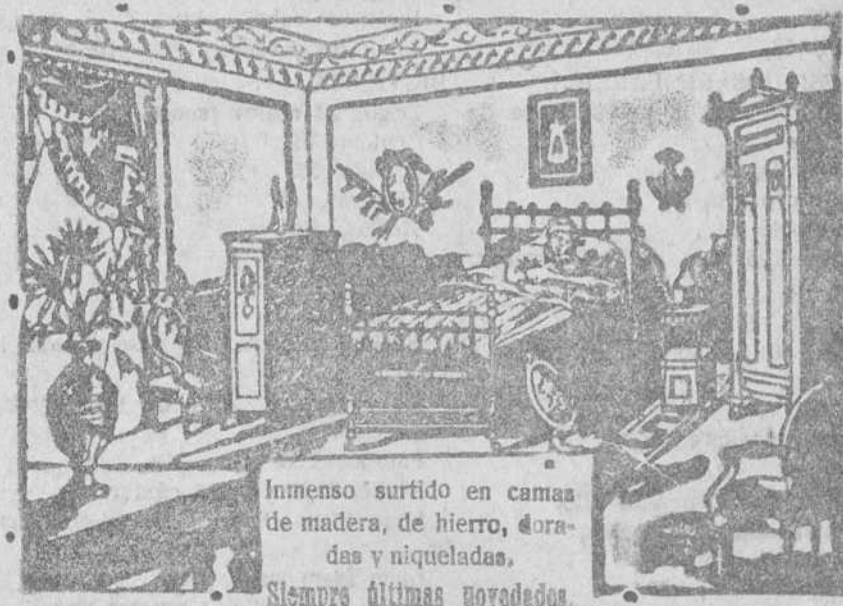 Inmenso surtido en camas
de madera, de hierro, dora-
das y niqueladas.
Siempre últimas novedades